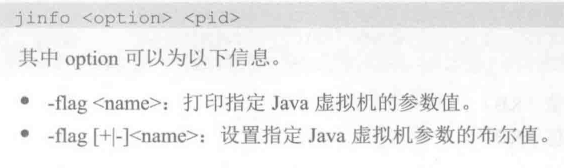 jinfo <option> <pid>
其中 option 可以为以下信息。
• -flag <name>：打印指定 Java 虚拟机的参数值。
• -flag [+|-]<name>：设置指定 Java 虚拟机参数的布尔值。